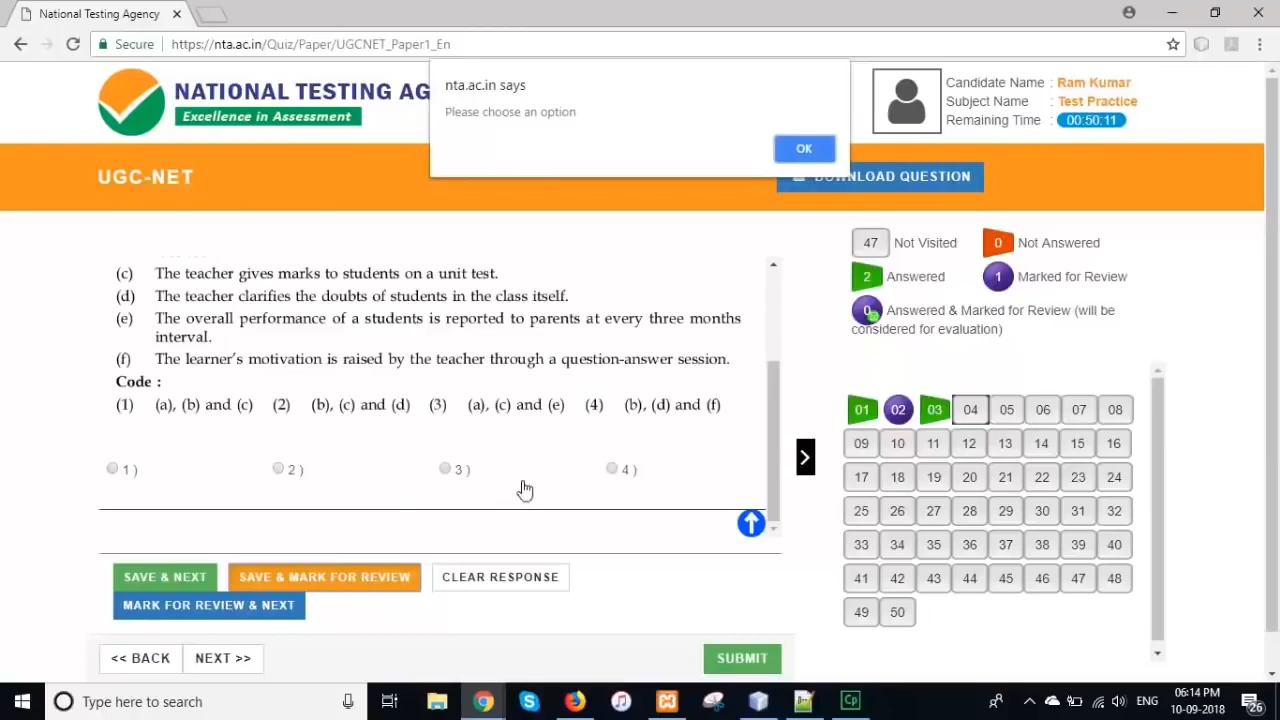 National Testing Agency
Secure
https://nta.ac.in/Quiz/Paper/UGCNET_Paper1_En
nta.ac.in says
Please choose an option
OK
NATIONAL TESTING AG
Excellence in Assessment
Candidate Name : Ram Kumar
Subject Name : Test Practice
Remaining Time : 00:50:11
UGC-NET
DOWNLOAD QUESTION
(c) The teacher gives marks to students on a unit test.
(d) The teacher clarifies the doubts of students in the class itself.
(e) The overall performance of a students is reported to parents at every three months
interval.
(f) The learner's motivation is raised by the teacher through a question-answer session.
Code :
(1) (a), (b) and (c) (2) (b), (c) and (d) (3) (a), (c) and (e) (4) (b), (d) and (f)
1 ) 2 ) 3 ) 4 )
SAVE & NEXT SAVE & MARK FOR REVIEW CLEAR RESPONSE
MARK FOR REVIEW & NEXT
<< BACK NEXT >> SUBMIT
47 Not Visited 0 Not Answered
2 Answered 1 Marked for Review
0 Answered & Marked for Review (will be
considered for evaluation)
01 02 03 04 05 06 07 08
09 10 11 12 13 14 15 16
17 18 19 20 21 22 23 24
25 26 27 28 29 30 31 32
33 34 35 36 37 38 39 40
41 42 43 44 45 46 47 48
49 50
Type here to search
ENG
06:14 PM
10-09-2018
26